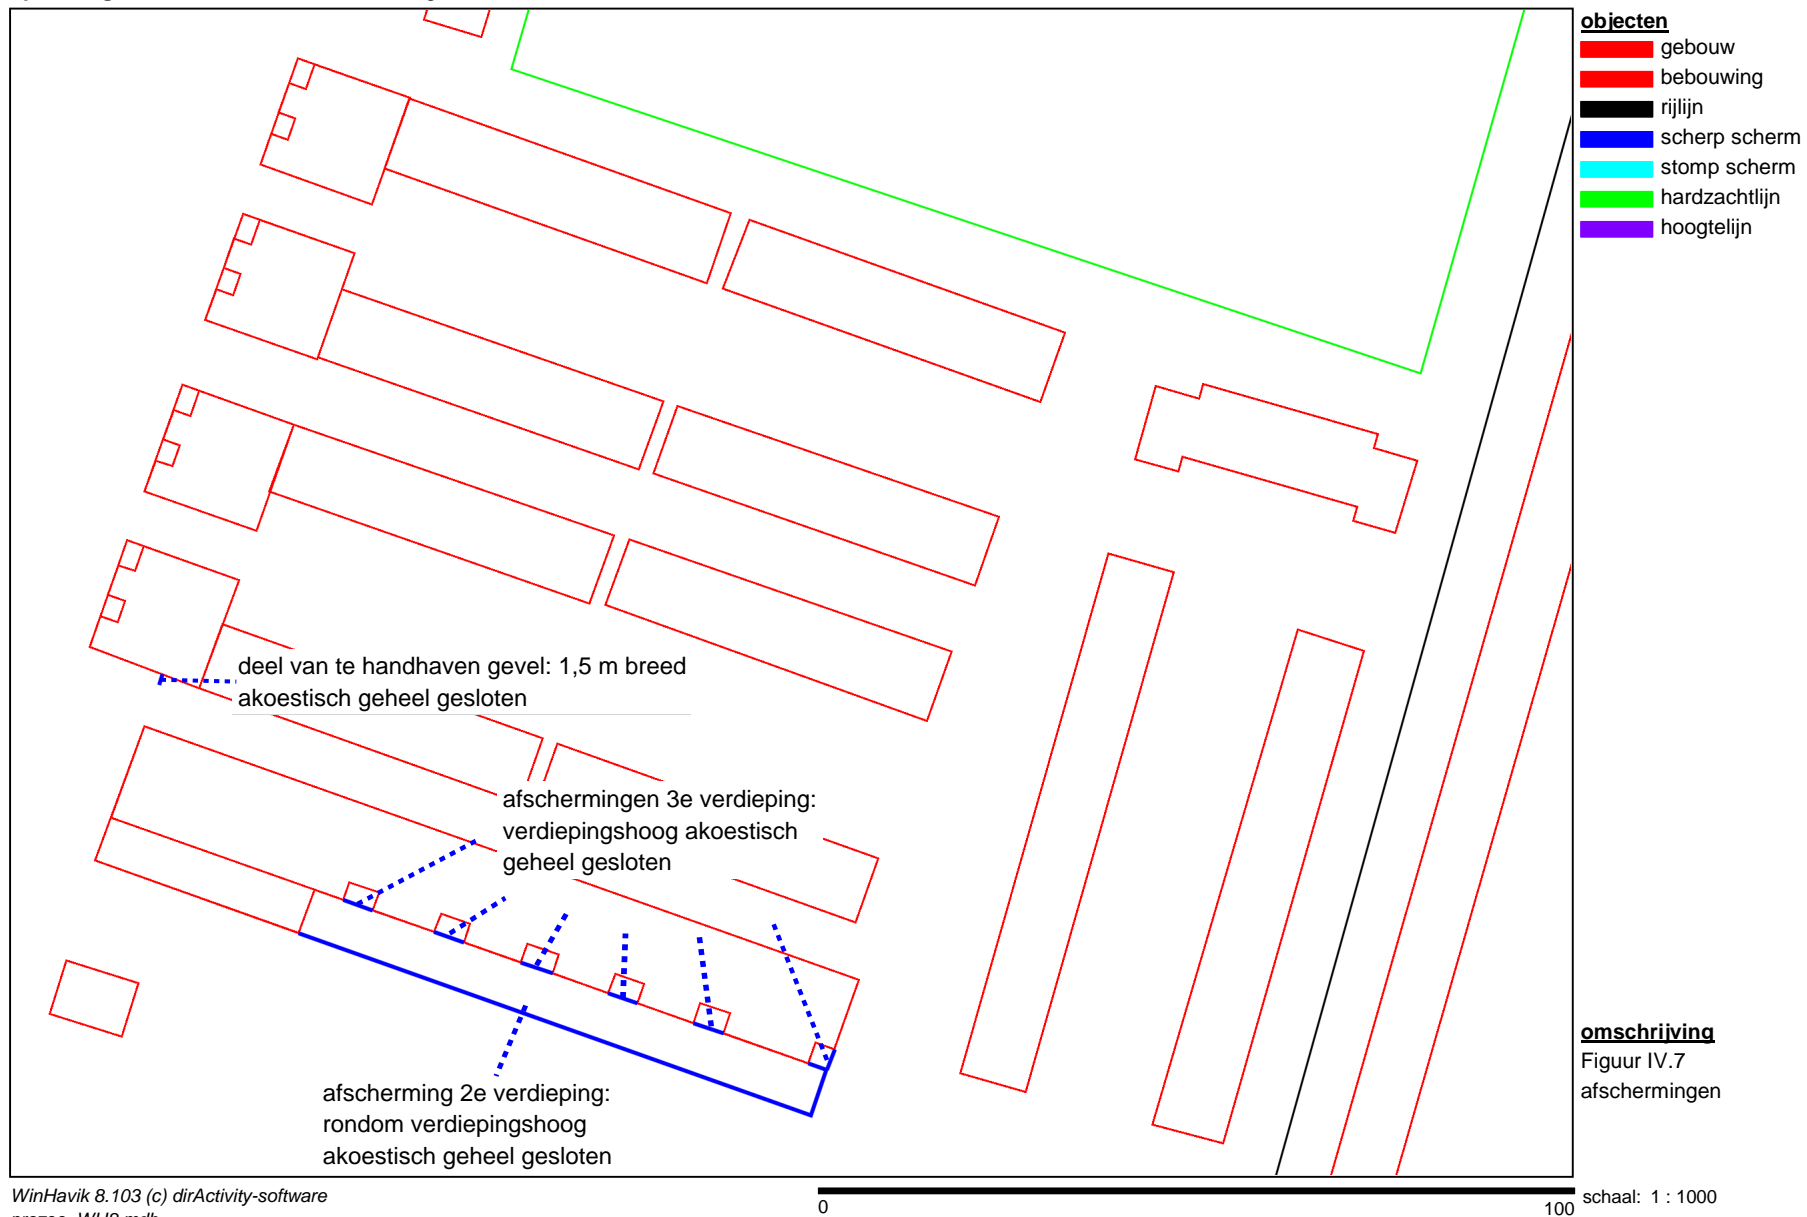 objecten
gebouw
bebouwing
rijlijn
scherp scherm
stomp scherm
hardzachtlijn
hoogtelijn
deel van te handhaven gevel: 1,5 m breed
akoestisch geheel gesloten
afschermingen 3e verdieping:
verdiepingshoog akoestisch
geheel gesloten
afscherming 2e verdieping:
rondom verdiepingshoog
akoestisch geheel gesloten
omschrijving
Figuur IV.7
afschermingen
WinHavik 8.103 (c) dirActivity-software
0
100
schaal: 1 : 1000